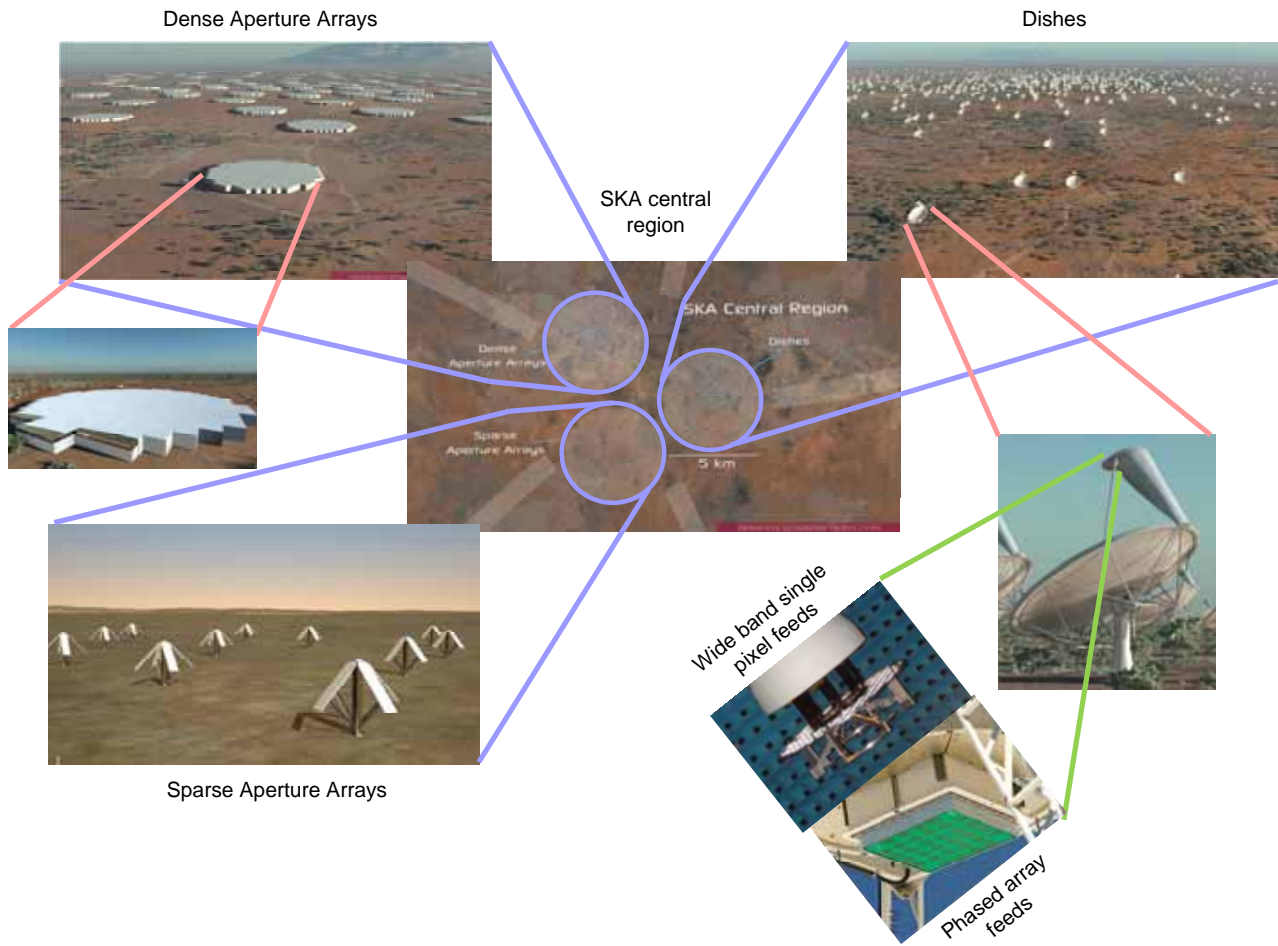 Dense Aperture Arrays
Dishes
SKA central
region
SKA Central Region
Dishes
Dense
Aperture Arrays
Sparse
Aperture Arrays
5 km
Wide band single
pixel feeds
Sparse Aperture Arrays
Phased array
feeds